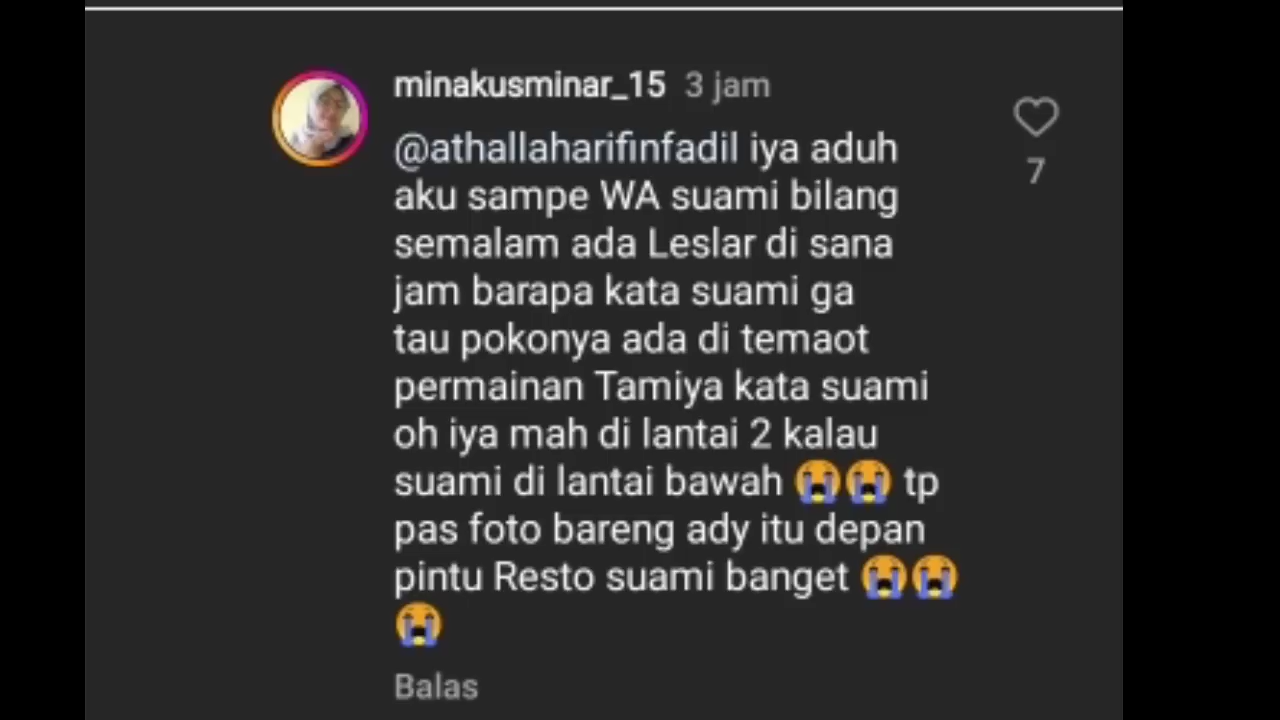 minakusminar_15 3 jam
@athallaharifinfadil iya aduh
aku sampe WA suami bilang
semalam ada Leslar di sana
jam barapa kata suami ga
tau pokonya ada di temaot
permainan Tamiya kata suami
oh iya mah di lantai 2 kalau
suami di lantai bawah 😭😭 tp
pas foto bareng ady itu depan
pintu Resto suami banget 😭😭
😭
7
Balas